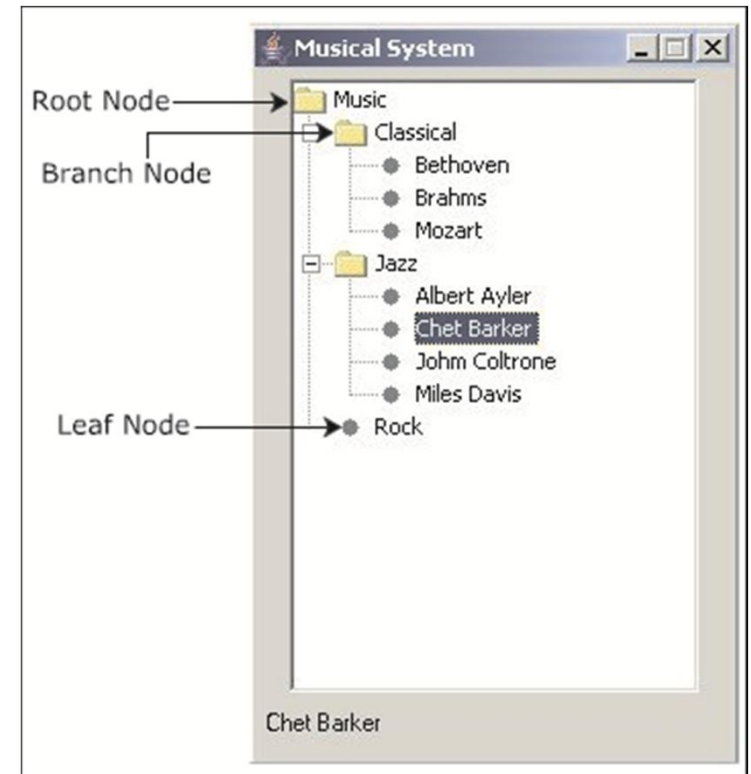 Musical System
Root Node
Music
Classical
Branch Node
Bethoven
Brahms
Mozart
Jazz
Albert Ayler
Chet Barker
Johm Coltrone
Miles Davis
Leaf Node
Rock
Chet Barker